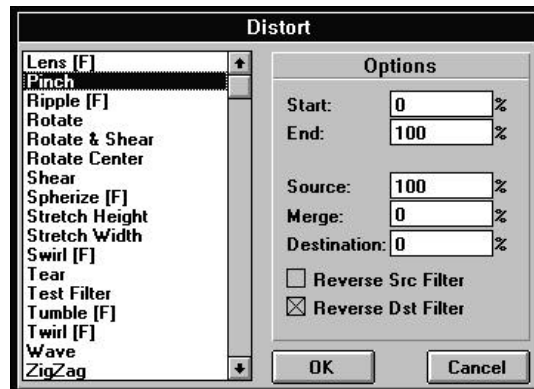 Distort
Lens [F]
Pinch
Ripple [F]
Rotate
Rotate & Shear
Rotate Center
Shear
Spherize [F]
Stretch Height
Stretch Width
Swirl [F]
Tear
Test Filter
Tumble [F]
Twirl [F]
Wave
ZigZag
Options
Start: 0 %
End: 100 %
Source: 100 %
Merge: 0 %
Destination: 0 %
Reverse Src Filter
Reverse Dst Filter
OK Cancel